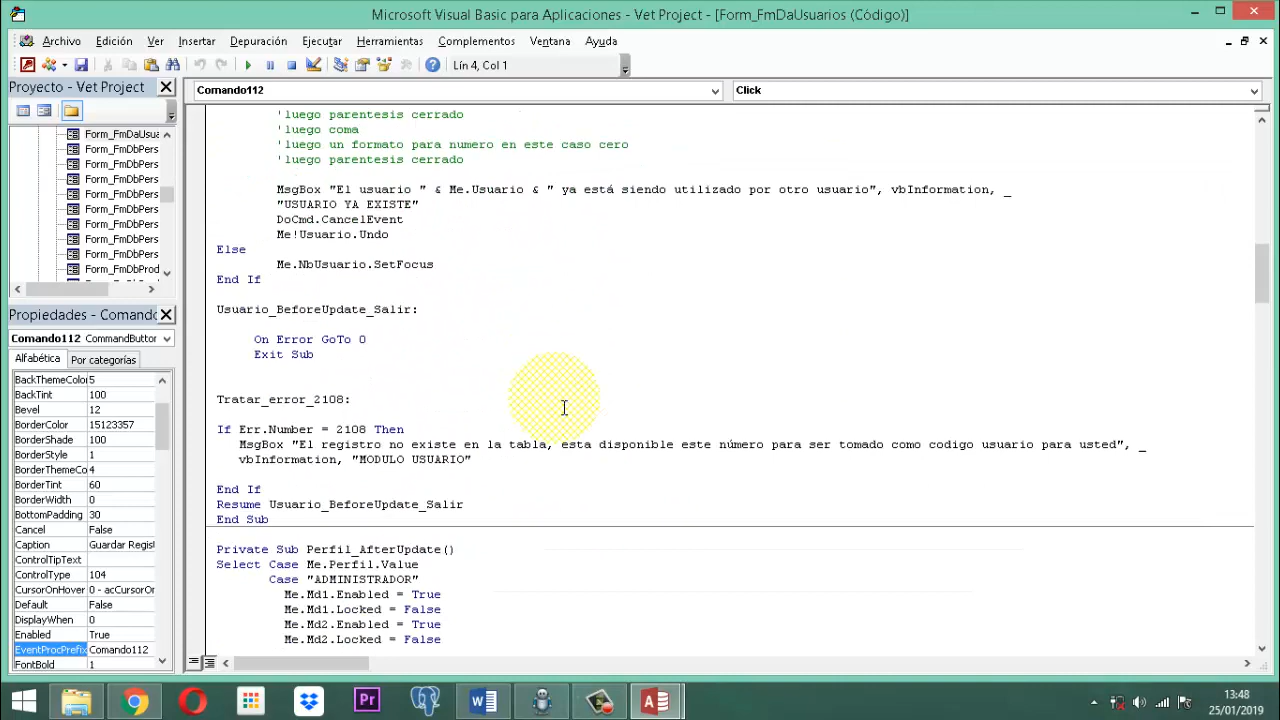 Microsoft Visual Basic para Aplicaciones - Vet Project - [Form_FmDaUsuarios (Código)]
Archivo Edición Ver Insertar Formato Depuración Ejecutar Herramientas Complementos Ventana Ayuda
Lín 4, Col 1
Proyecto - Vet Project
Comando112
Click
Form_FmDaUsua
Form_FmDbPers
Form_FmDbPers
Form_FmDbPers
Form_FmDbPers
Form_FmDbPers
Form_FmDbPers
Form_FmDbPers
Form_FmDbPers
Form_FmDbProd
Propiedades - Comando
Comando112 CommandButton
Alfabética Por categorías
BackThemeColor 5
BackTint 100
Bevel 12
BorderColor 15123357
BorderShade 100
BorderStyle 1
BorderThemeCo 4
BorderTint 60
BorderWidth 0
BottomPadding 30
Cancel False
Caption Guardar Regist
ControlTipText
ControlType 104
CursorOnHover 0 - acCursorOn
Default False
DisplayWhen 0
Enabled True
EventProcPrefix Comando112
FontBold 1
'luego parentesis cerrado
'luego coma
'luego un formato para numero en este caso cero
'luego parentesis cerrado
MsgBox "El usuario " & Me.Usuario & " ya está siendo utilizado por otro usuario", vbInformation, _
"USUARIO YA EXISTE"
DoCmd.CancelEvent
Me!Usuario.Undo
Else
Me.NbUsuario.SetFocus
End If
Usuario_BeforeUpdate_Salir:
On Error GoTo 0
Exit Sub
Tratar_error_2108:
If Err.Number = 2108 Then
MsgBox "El registro no existe en la tabla, esta disponible este número para ser tomado como codigo usuario para usted", _
vbInformation, "MODULO USUARIO"
End If
Resume Usuario_BeforeUpdate_Salir
End Sub
Private Sub Perfil_AfterUpdate()
Select Case Me.Perfil.Value
Case "ADMINISTRADOR"
Me.Md1.Enabled = True
Me.Md1.Locked = False
Me.Md2.Enabled = True
Me.Md2.Locked = False
Pr
13:48
25/01/2019